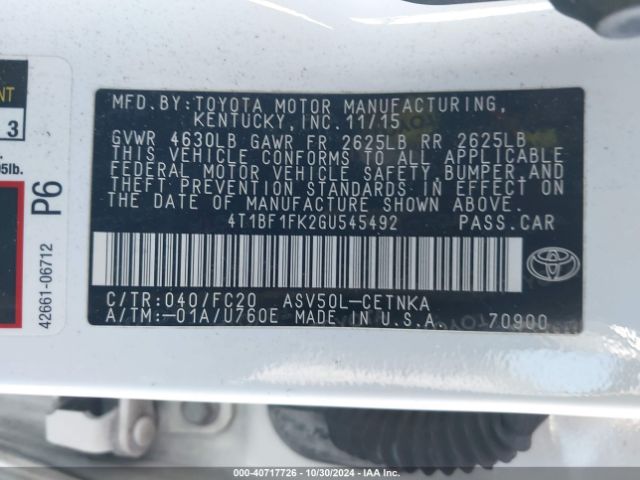 NT
3
.
05lb.
P6
42661-06712
MFD. BY: TOYOTA MOTOR MANUFACTURING,
KENTUCKY, INC. 11/15
GVWR 4630LB GAWR FR 2625LB RR 2625LB
THIS VEHICLE CONFORMS TO ALL APPLICABLE
FEDERAL MOTOR VEHICLE SAFETY, BUMPER, AND
THEFT PREVENTION STANDARDS IN EFFECT ON
THE DATE OF MANUFACTURE SHOWN ABOVE.
4T1BF1FK2GU545492 PASS. CAR
C/TR: 040/FC20 ASV50L-CETNKA
A/TM: -01A/U760E MADE IN U.S.A. 70900
TOYOTA
000-40717726 - 10/30/2024 - IAA Inc.